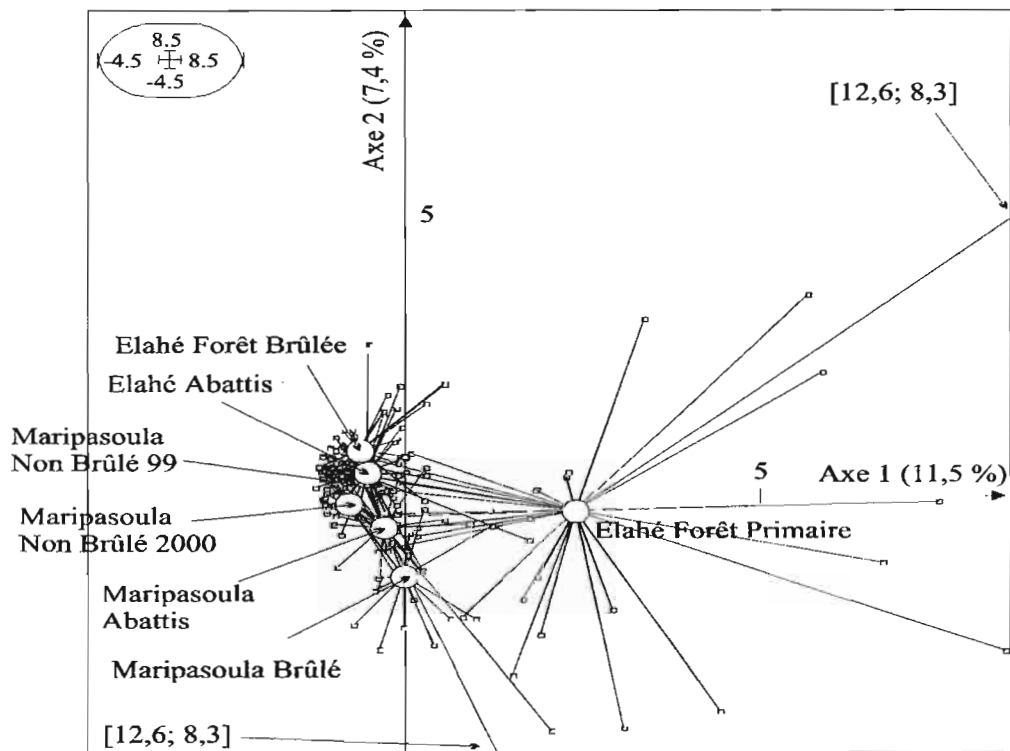 8.5
-4.5
8.5
-4.5
Axe 2 (7,4 %)
[12,6; 8,3]
5
Elahé Forêt Brûlée
Elahé Abattis
Maripasoula
Non Brûlé 99
5
Axe 1 (11,5 %)
Maripasoula
Non Brûlé 2000
Elahé Forêt Primaire
Maripasoula
Abattis
Maripasoula Brûlé
[12,6; 8,3]